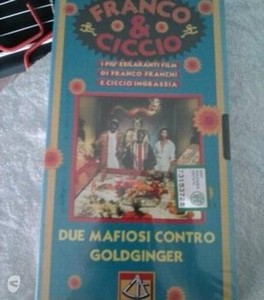 FRANCO
&
CICCIO
I PIÙ ESILARANTI FILM
DI FRANCO FRANCHI
E CICCIO INGRASSIA
DUE MAFIOSI CONTRO
GOLDGINGER